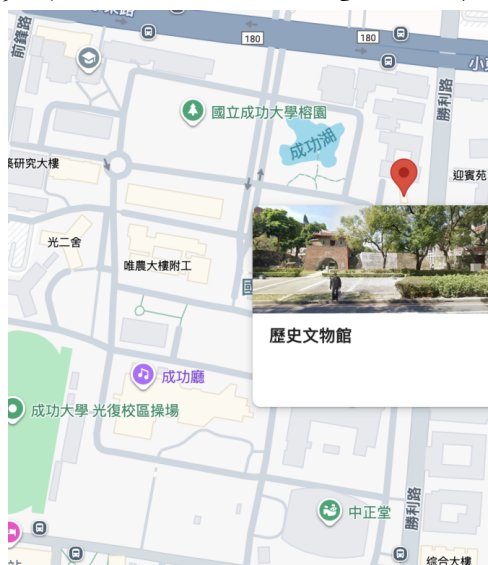 前鋒路
180
180
勝利路
國立成功大學榕園
成功湖
迎賓苑
研究大樓
光二舍
唯農大樓附工
歷史文物館
成功廳
成功大學 光復校區操場
中正堂
勝利路
綜合大樓
站